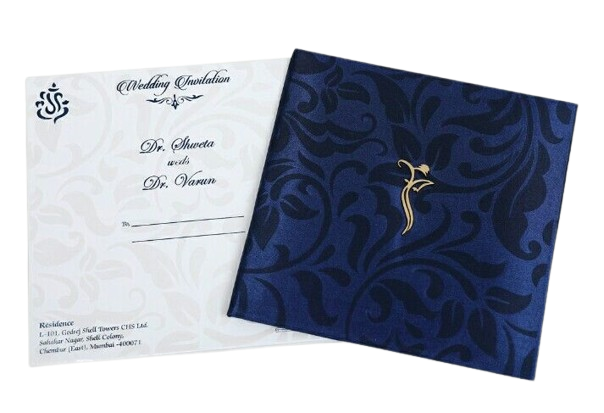 Wedding Invitation
Dr. Shweta
weds
Dr. Varun
To,
Residence
L-101, Godrej Shell Towers CHS Ltd.
Sahakar Nagar, Shell Colony,
Chembur (East), Mumbai -400071